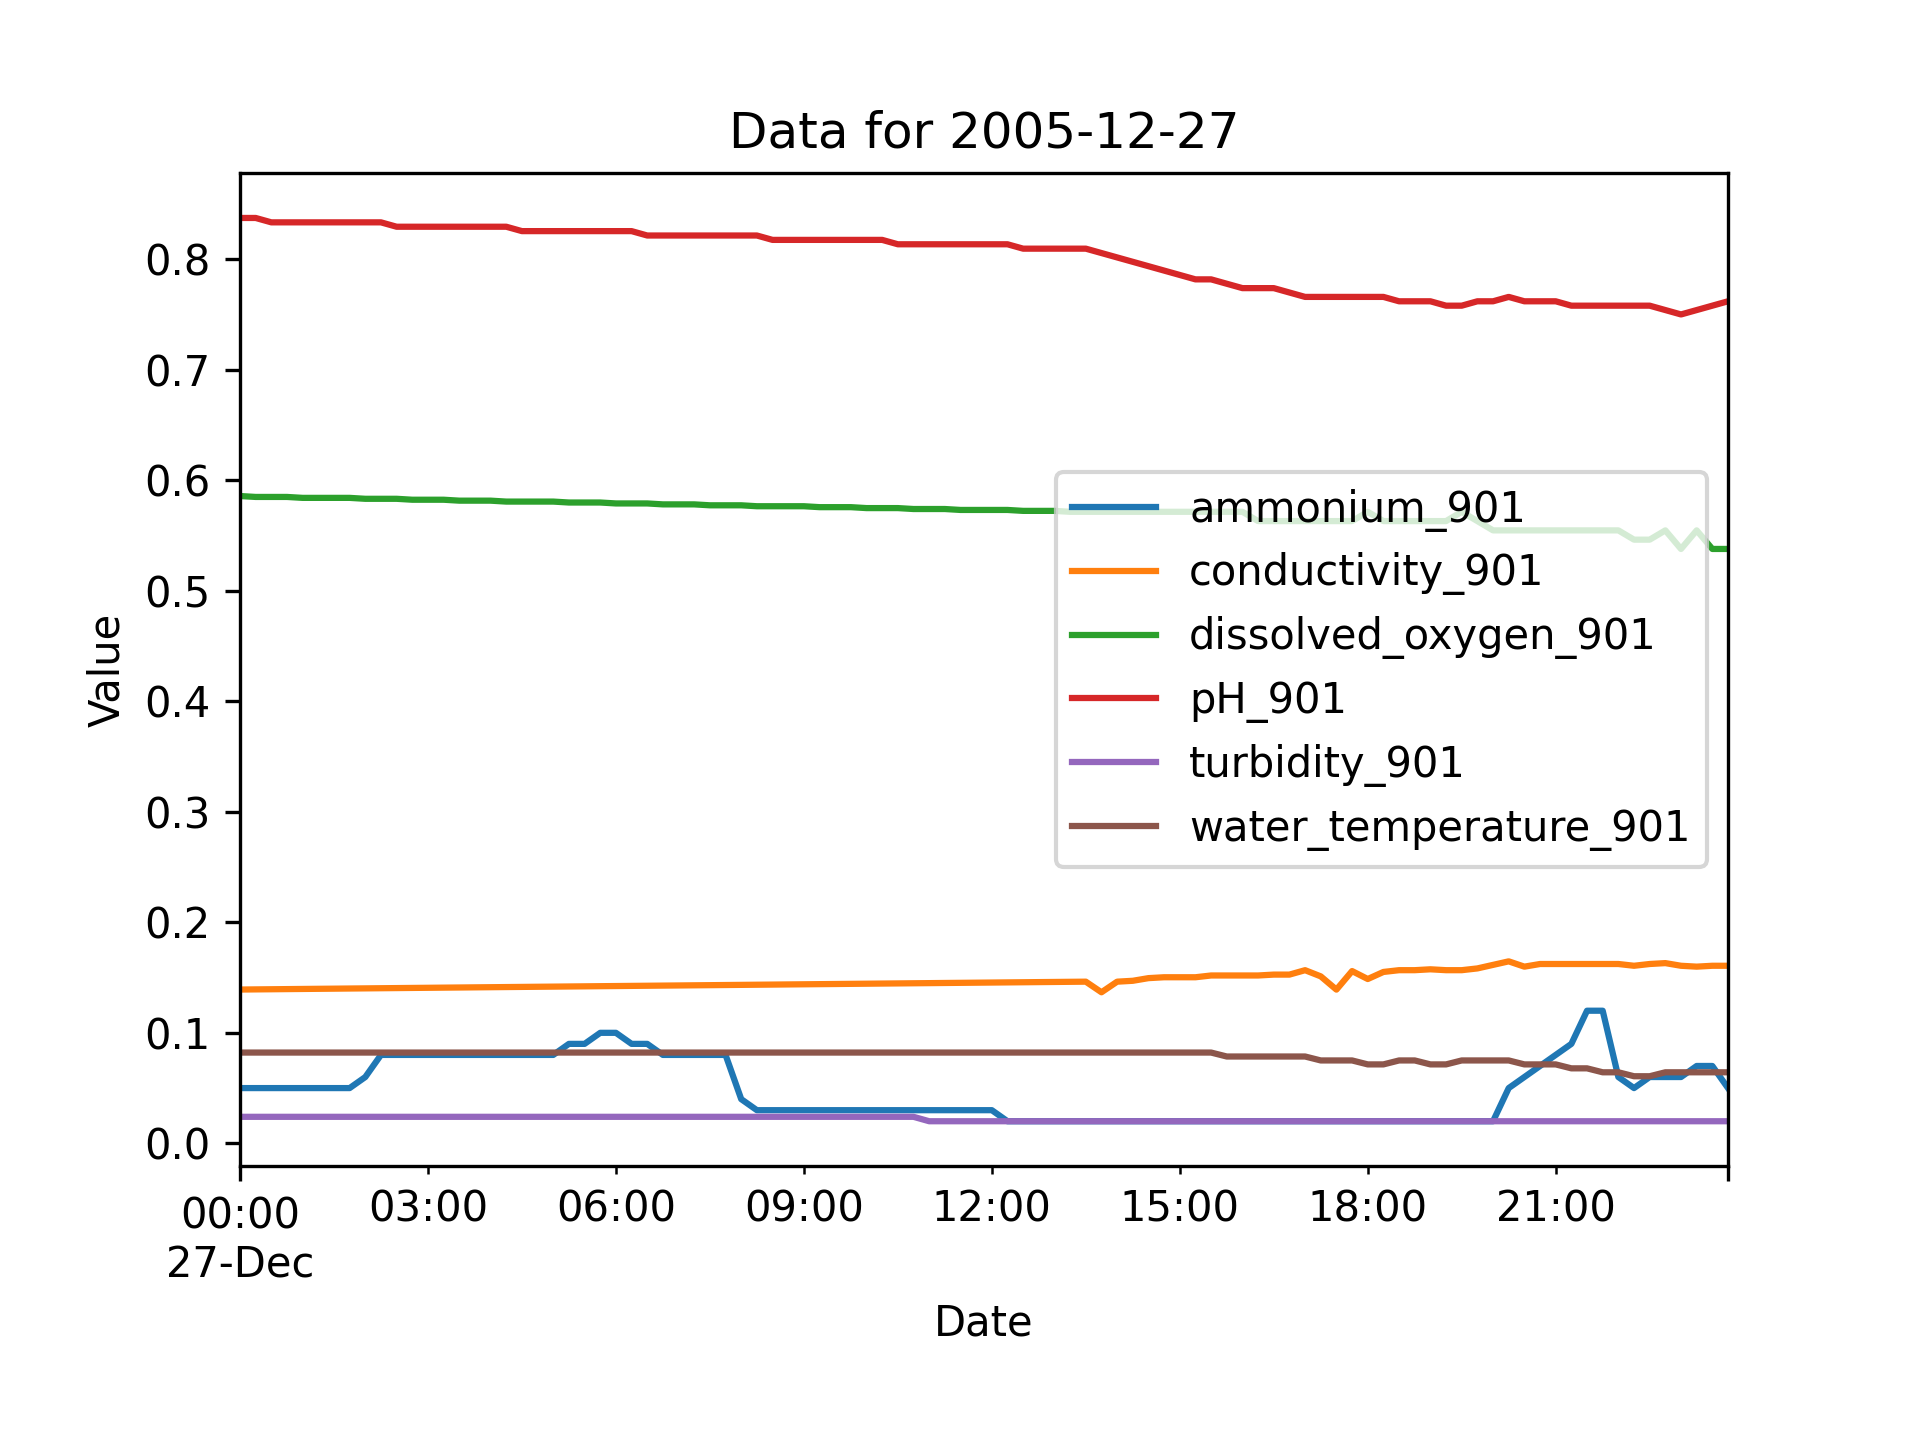 Data for 2005-12-27
Value
0.8
0.7
0.6
0.5
0.4
0.3
0.2
0.1
0.0
ammonium_901
conductivity_901
dissolved_oxygen_901
pH_901
turbidity_901
water_temperature_901
00:00 03:00 06:00 09:00 12:00 15:00 18:00 21:00
27-Dec
Date